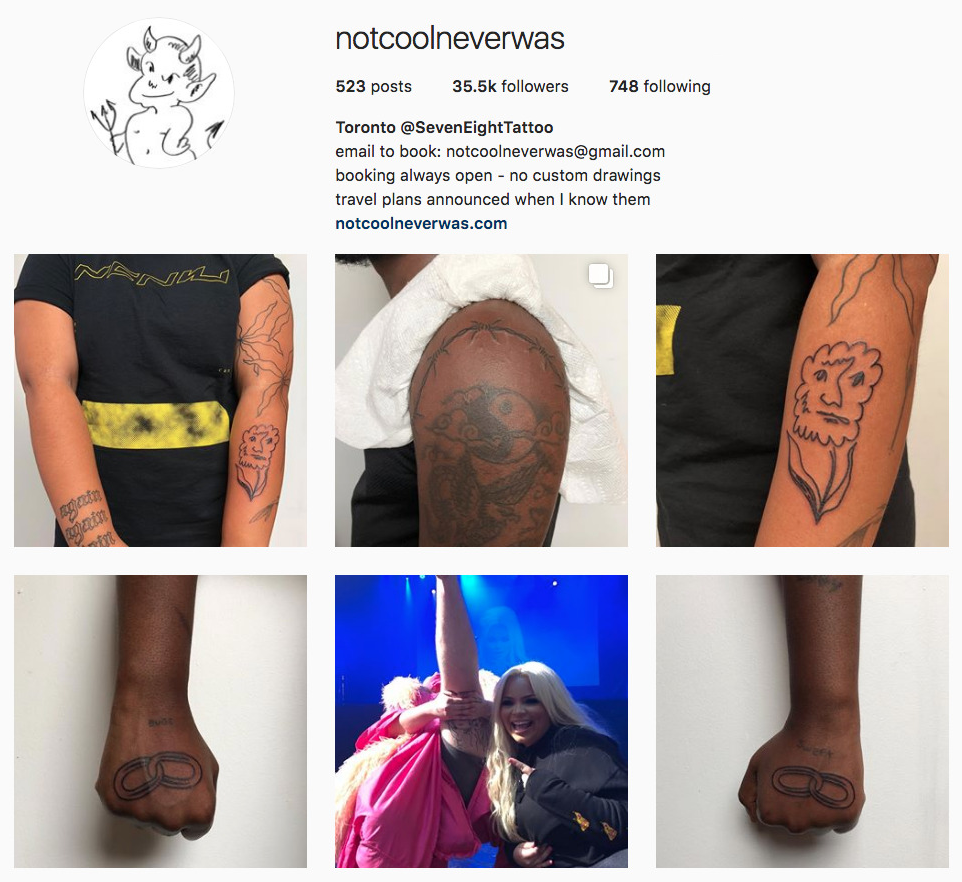 notcoolneverwas
523 posts 35.5k followers 748 following
Toronto @SevenEightTattoo
email to book: notcoolneverwas@gmail.com
booking always open - no custom drawings
travel plans announced when I know them
notcoolneverwas.com
again
again
again